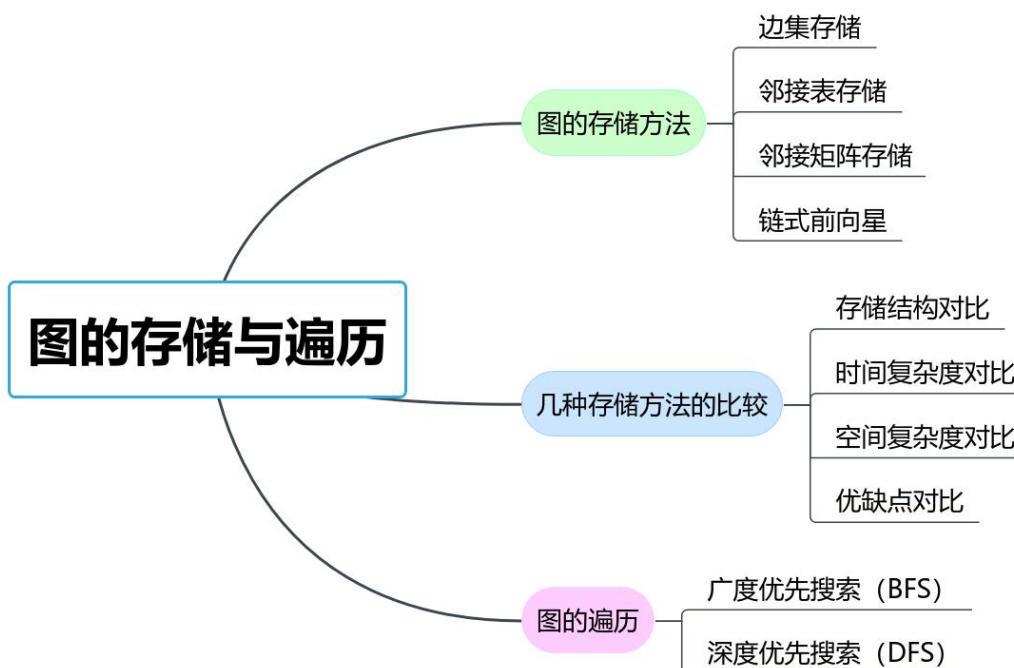 图的存储与遍历
图的存储方法
边集存储
邻接表存储
邻接矩阵存储
链式前向星
几种存储方法的比较
存储结构对比
时间复杂度对比
空间复杂度对比
优缺点对比
图的遍历
广度优先搜索（BFS）
深度优先搜索（DFS）